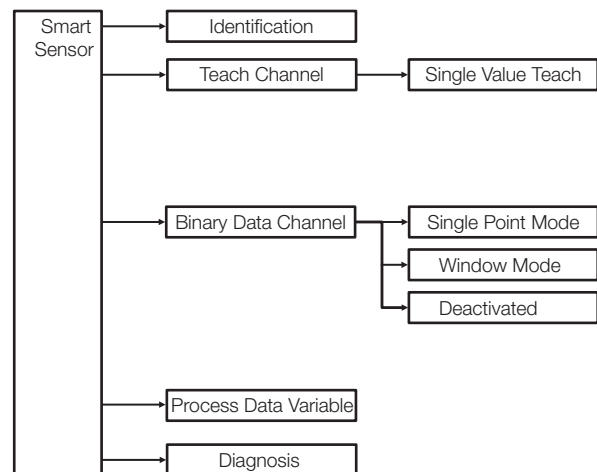 Smart
Sensor
Identification
Teach Channel
Single Value Teach
Binary Data Channel
Single Point Mode
Window Mode
Deactivated
Process Data Variable
Diagnosis